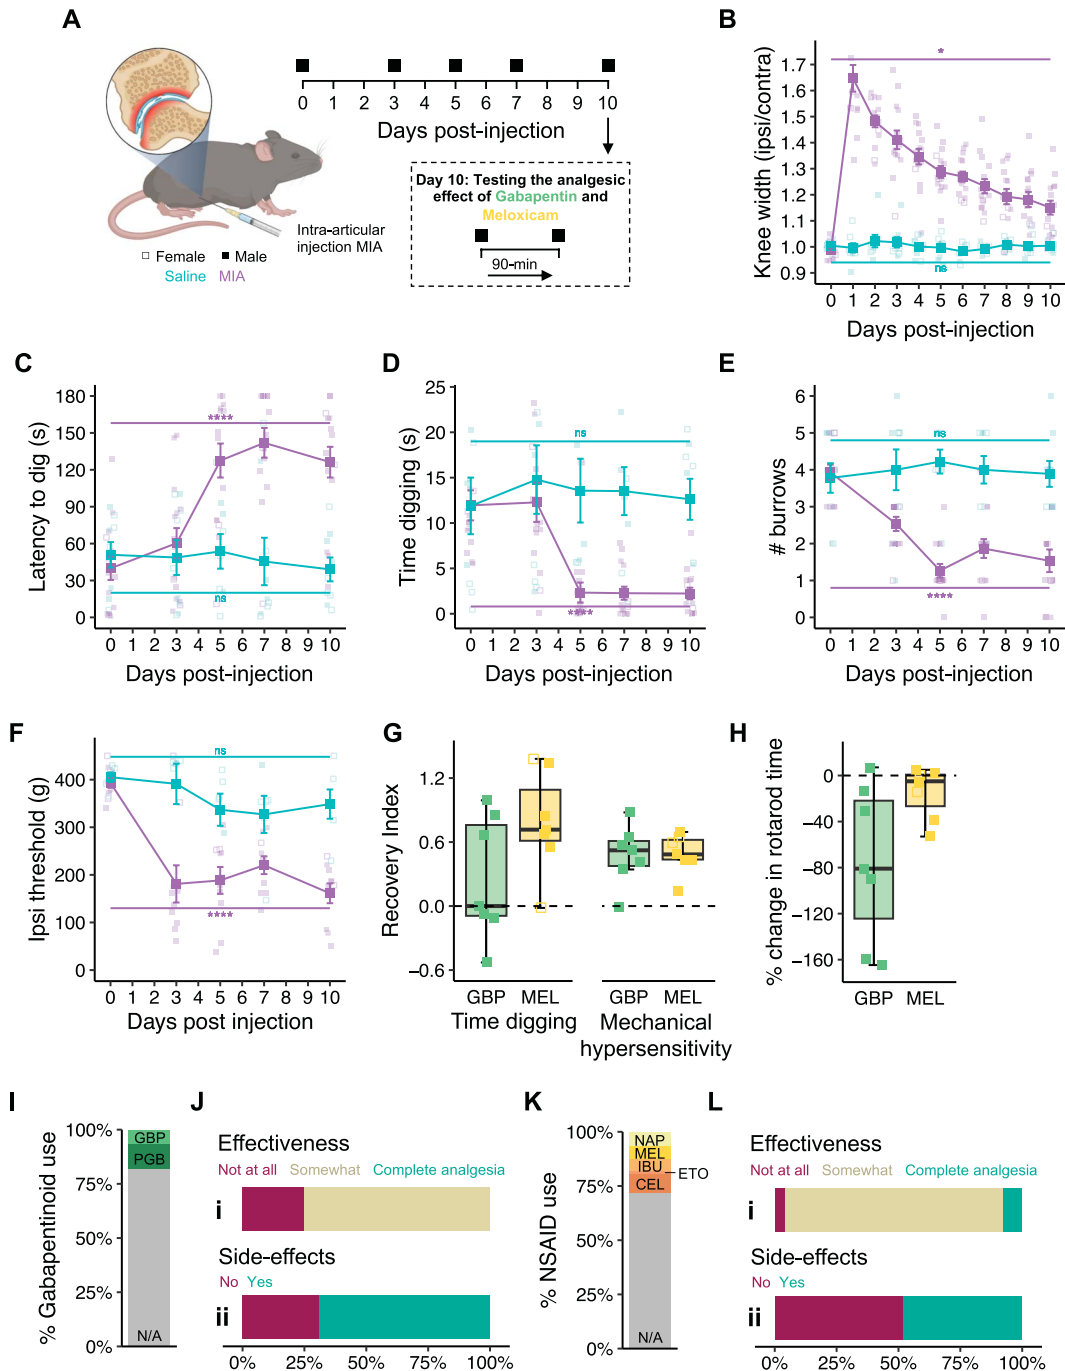 A
0 1 2 3 4 5 6 7 8 9 10
Days post-injection
Day 10: Testing the analgesic
effect of Gabapentin and
Meloxicam
90-min
Intra-articular
injection MIA
□ Female ■ Male
Saline MIA
B
Knee width (ipsi/contra)
1.7
1.6
1.5
1.4
1.3
1.2
1.1
1.0
0.9
*
ns
0 1 2 3 4 5 6 7 8 9 10
Days post-injection
C
Latency to dig (s)
180
150
120
90
60
30
0
****
ns
0 1 2 3 4 5 6 7 8 9 10
Days post-injection
D
Time digging (s)
25
20
15
10
5
0
ns
****
0 1 2 3 4 5 6 7 8 9 10
Days post-injection
E
# burrows
6
5
4
3
2
1
0
ns
****
0 1 2 3 4 5 6 7 8 9 10
Days post-injection
F
Ipsi threshold (g)
400
300
200
100
0
ns
****
0 1 2 3 4 5 6 7 8 9 10
Days post injection
G
Recovery Index
1.2
0.6
0.0
−0.6
GBP MEL GBP MEL
Time digging
Mechanical
hypersensitivity
H
% change in rotarod time
0
−40
−80
−120
−160
GBP MEL
I
% Gabapentinoid use
100%
75%
50%
25%
0%
GBP
PGB
N/A
J
Effectiveness
Not at all Somewhat Complete analgesia
i
Side-effects
No Yes
ii
0% 25% 50% 75% 100%
K
% NSAID use
100%
75%
50%
25%
0%
NAP
MEL
IBU
ETO
CEL
N/A
L
Effectiveness
Not at all Somewhat Complete analgesia
i
Side-effects
No Yes
ii
0% 25% 50% 75% 100%